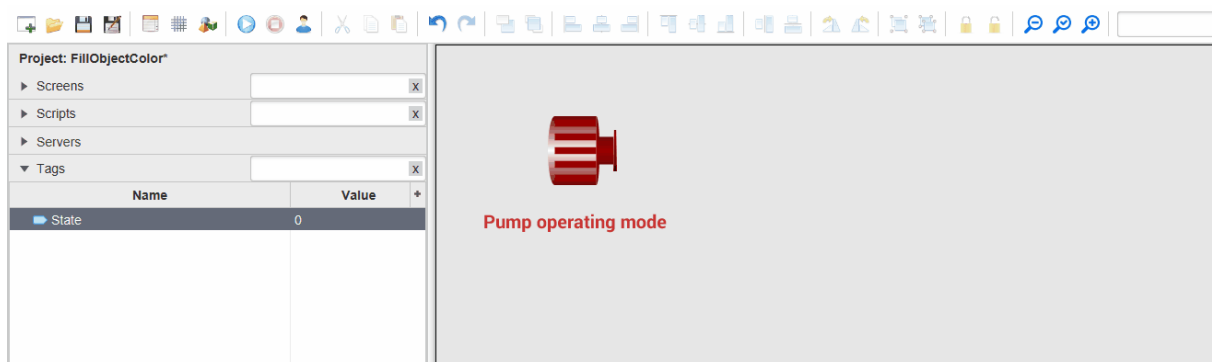 Project: FillObjectColor*
Screens
x
Scripts
x
Servers
Tags
x
Name Value +
State 0
Pump operating mode